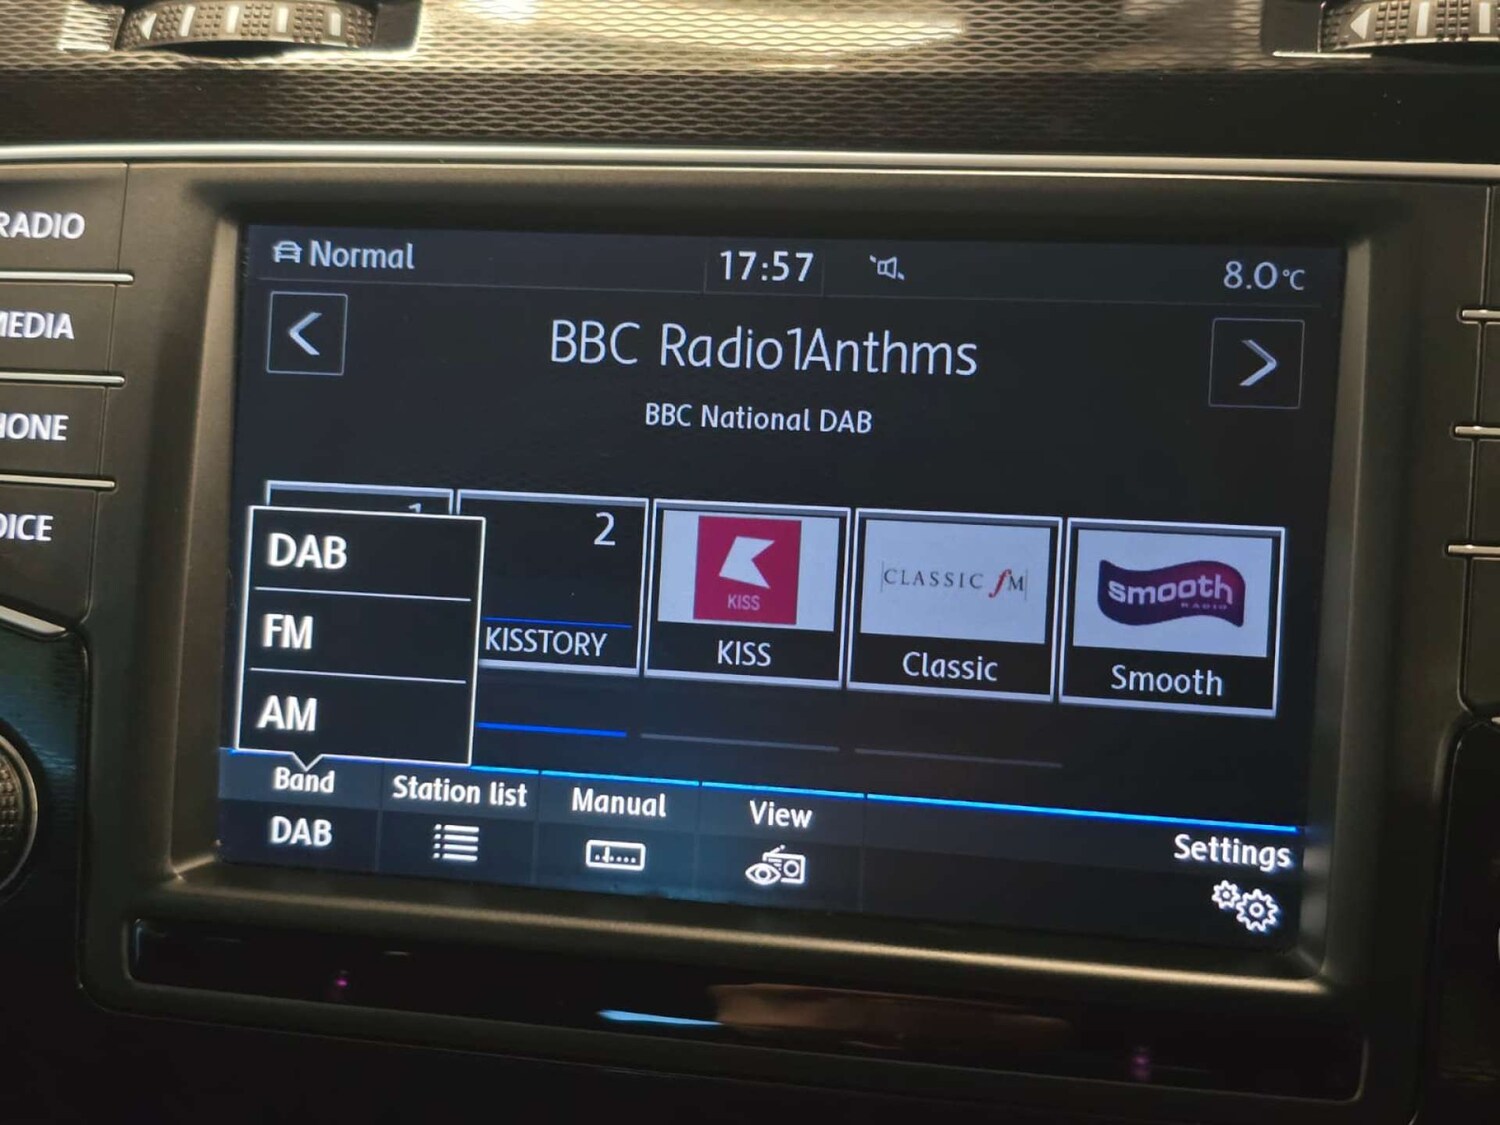 RADIO
MEDIA
HONE
OICE
Normal
17:57
8.0°C
BBC Radio1Anthms
BBC National DAB
1
2
KISSTORY
KISS
KISS
CLASSIC fM
Classic
smooth
RADIO
Smooth
DAB
FM
AM
Band
DAB
Station list
Manual
View
Settings